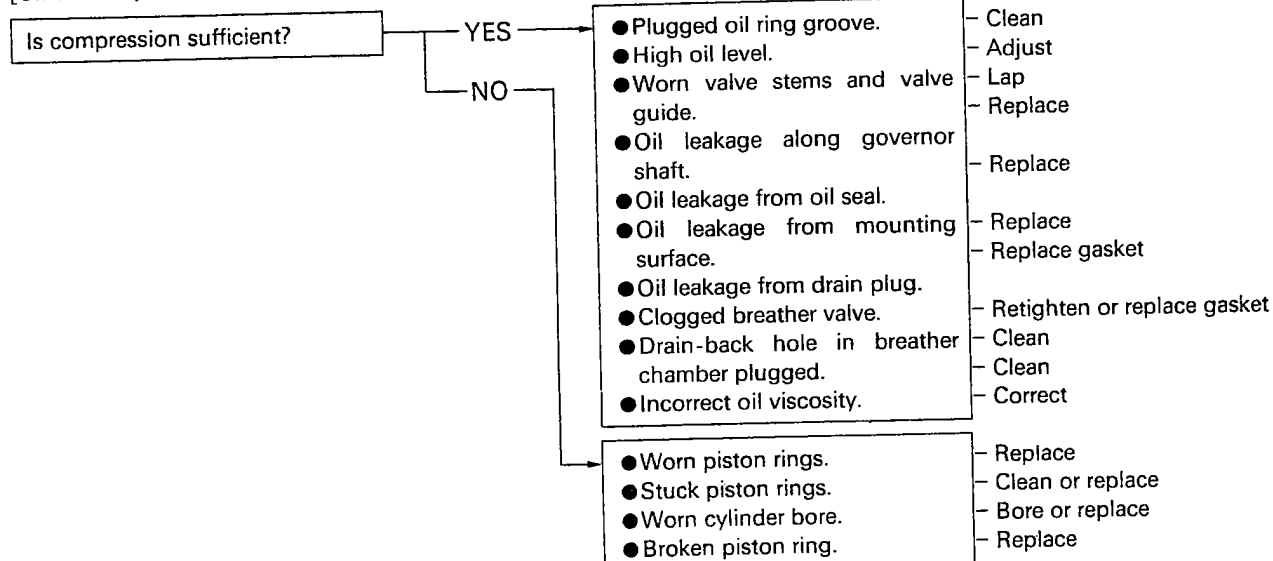 Is compression sufficient?
YES
NO
●Plugged oil ring groove.
●High oil level.
●Worn valve stems and valve
guide.
●Oil leakage along governor
shaft.
●Oil leakage from oil seal.
●Oil leakage from mounting
surface.
●Oil leakage from drain plug.
●Clogged breather valve.
●Drain-back hole in breather
chamber plugged.
●Incorrect oil viscosity.
– Clean
– Adjust
– Lap
– Replace
– Replace
– Replace
– Replace gasket
– Retighten or replace gasket
– Clean
– Clean
– Correct
●Worn piston rings.
●Stuck piston rings.
●Worn cylinder bore.
●Broken piston ring.
– Replace
– Clean or replace
– Bore or replace
– Replace